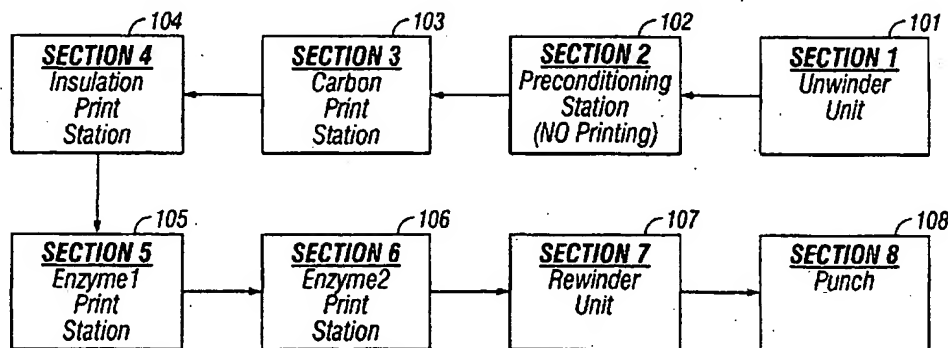 104
SECTION 4
Insulation
Print
Station
103
SECTION 3
Carbon
Print
Station
102
SECTION 2
Preconditioning
Station
(NO Printing)
101
SECTION 1
Unwinder
Unit
105
SECTION 5
Enzyme1
Print
Station
106
SECTION 6
Enzyme2
Print
Station
107
SECTION 7
Rewinder
Unit
108
SECTION 8
Punch